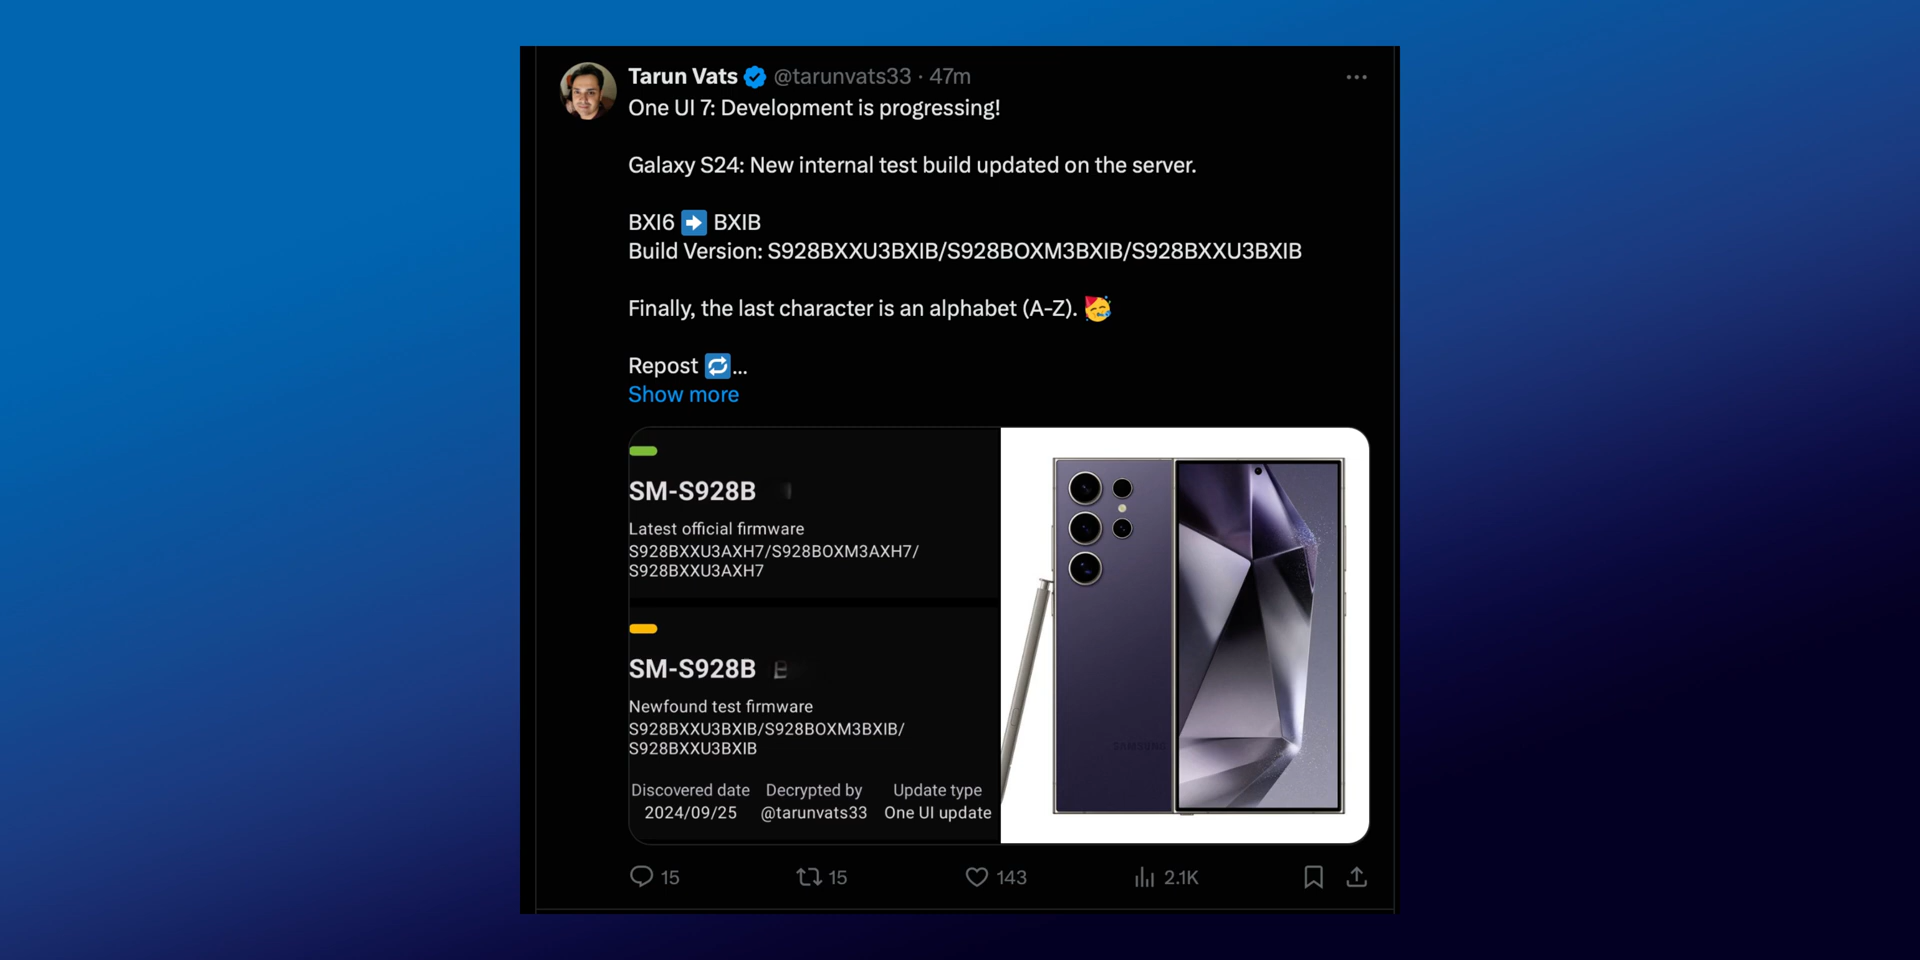 Tarun Vats @tarunvats33 · 47m
One UI 7: Development is progressing!
Galaxy S24: New internal test build updated on the server.
BXI6 ➡️ BXIB
Build Version: S928BXXU3BXIB/S928BOXM3BXIB/S928BXXU3BXIB
Finally, the last character is an alphabet (A-Z). 🥳
Repost 🔁...
Show more
SM-S928B
Latest official firmware
S928BXXU3AXH7/S928BOXM3AXH7/
S928BXXU3AXH7
SM-S928B
Newfound test firmware
S928BXXU3BXIB/S928BOXM3BXIB/
S928BXXU3BXIB
Discovered date Decrypted by Update type
2024/09/25 @tarunvats33 One UI update
SAMSUNG
15 15 143 2.1K